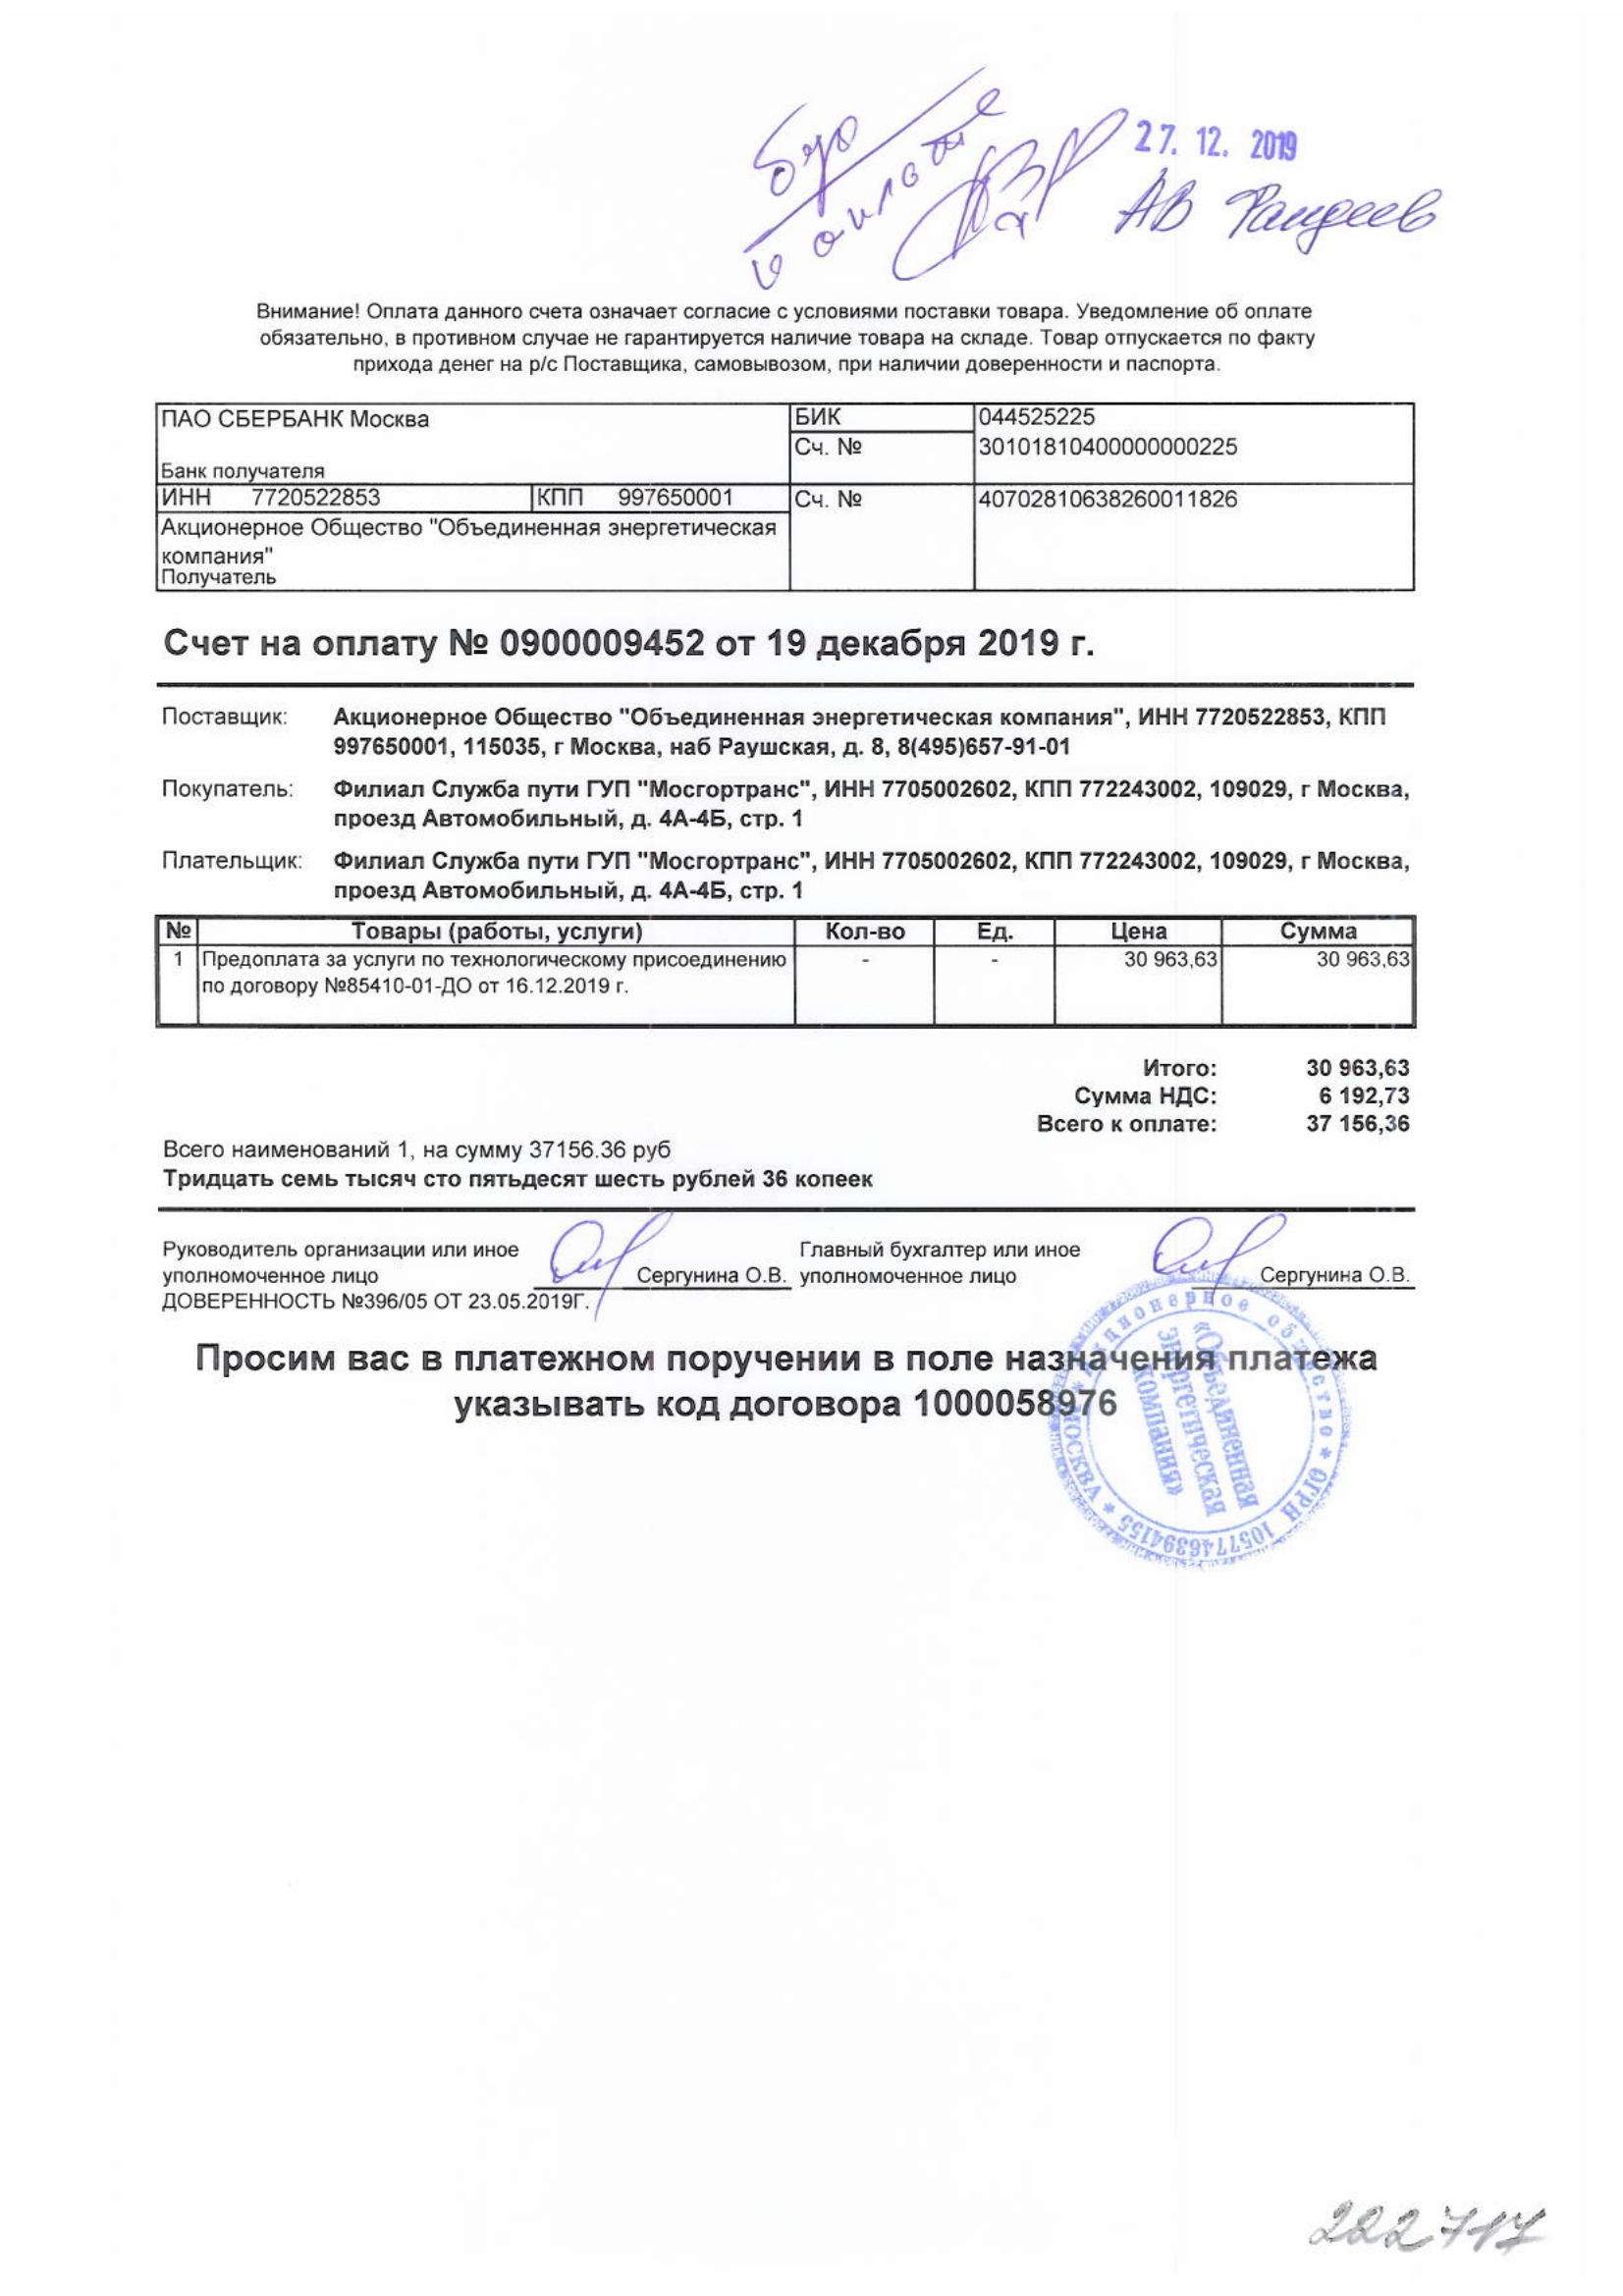 Бух
к оплате
27. 12. 2019
АВ Фандеев
Внимание! Оплата данного счета означает согласие с условиями поставки товара. Уведомление об оплате
обязательно, в противном случае не гарантируется наличие товара на складе. Товар отпускается по факту
прихода денег на р/с Поставщика, самовывозом, при наличии доверенности и паспорта.
ПАО СБЕРБАНК Москва БИК 044525225
Сч. № 30101810400000000225
Банк получателя
ИНН 7720522853 КПП 997650001 Сч. № 40702810638260011826
Акционерное Общество "Объединенная энергетическая
компания"
Получатель
Счет на оплату № 0900009452 от 19 декабря 2019 г.
Поставщик: Акционерное Общество "Объединенная энергетическая компания", ИНН 7720522853, КПП
997650001, 115035, г Москва, наб Раушская, д. 8, 8(495)657-91-01
Покупатель: Филиал Служба пути ГУП "Мосгортранс", ИНН 7705002602, КПП 772243002, 109029, г Москва,
проезд Автомобильный, д. 4А-4Б, стр. 1
Плательщик: Филиал Служба пути ГУП "Мосгортранс", ИНН 7705002602, КПП 772243002, 109029, г Москва,
проезд Автомобильный, д. 4А-4Б, стр. 1
№ Товары (работы, услуги) Кол-во Ед. Цена Сумма
1 Предоплата за услуги по технологическому присоединению - - 30 963,63 30 963,63
по договору №85410-01-ДО от 16.12.2019 г.
Итого: 30 963,63
Сумма НДС: 6 192,73
Всего к оплате: 37 156,36
Всего наименований 1, на сумму 37156.36 руб
Тридцать семь тысяч сто пятьдесят шесть рублей 36 копеек
Руководитель организации или иное Главный бухгалтер или иное
уполномоченное лицо Сергунина О.В. уполномоченное лицо Сергунина О.В.
ДОВЕРЕННОСТЬ №396/05 ОТ 23.05.2019Г.
Просим вас в платежном поручении в поле назначения платежа
указывать код договора 1000058976
Акционерное общество * ОГРН 1057746394155 * МОСКВА *
«Объединенная
энергетическая
компания»
222717